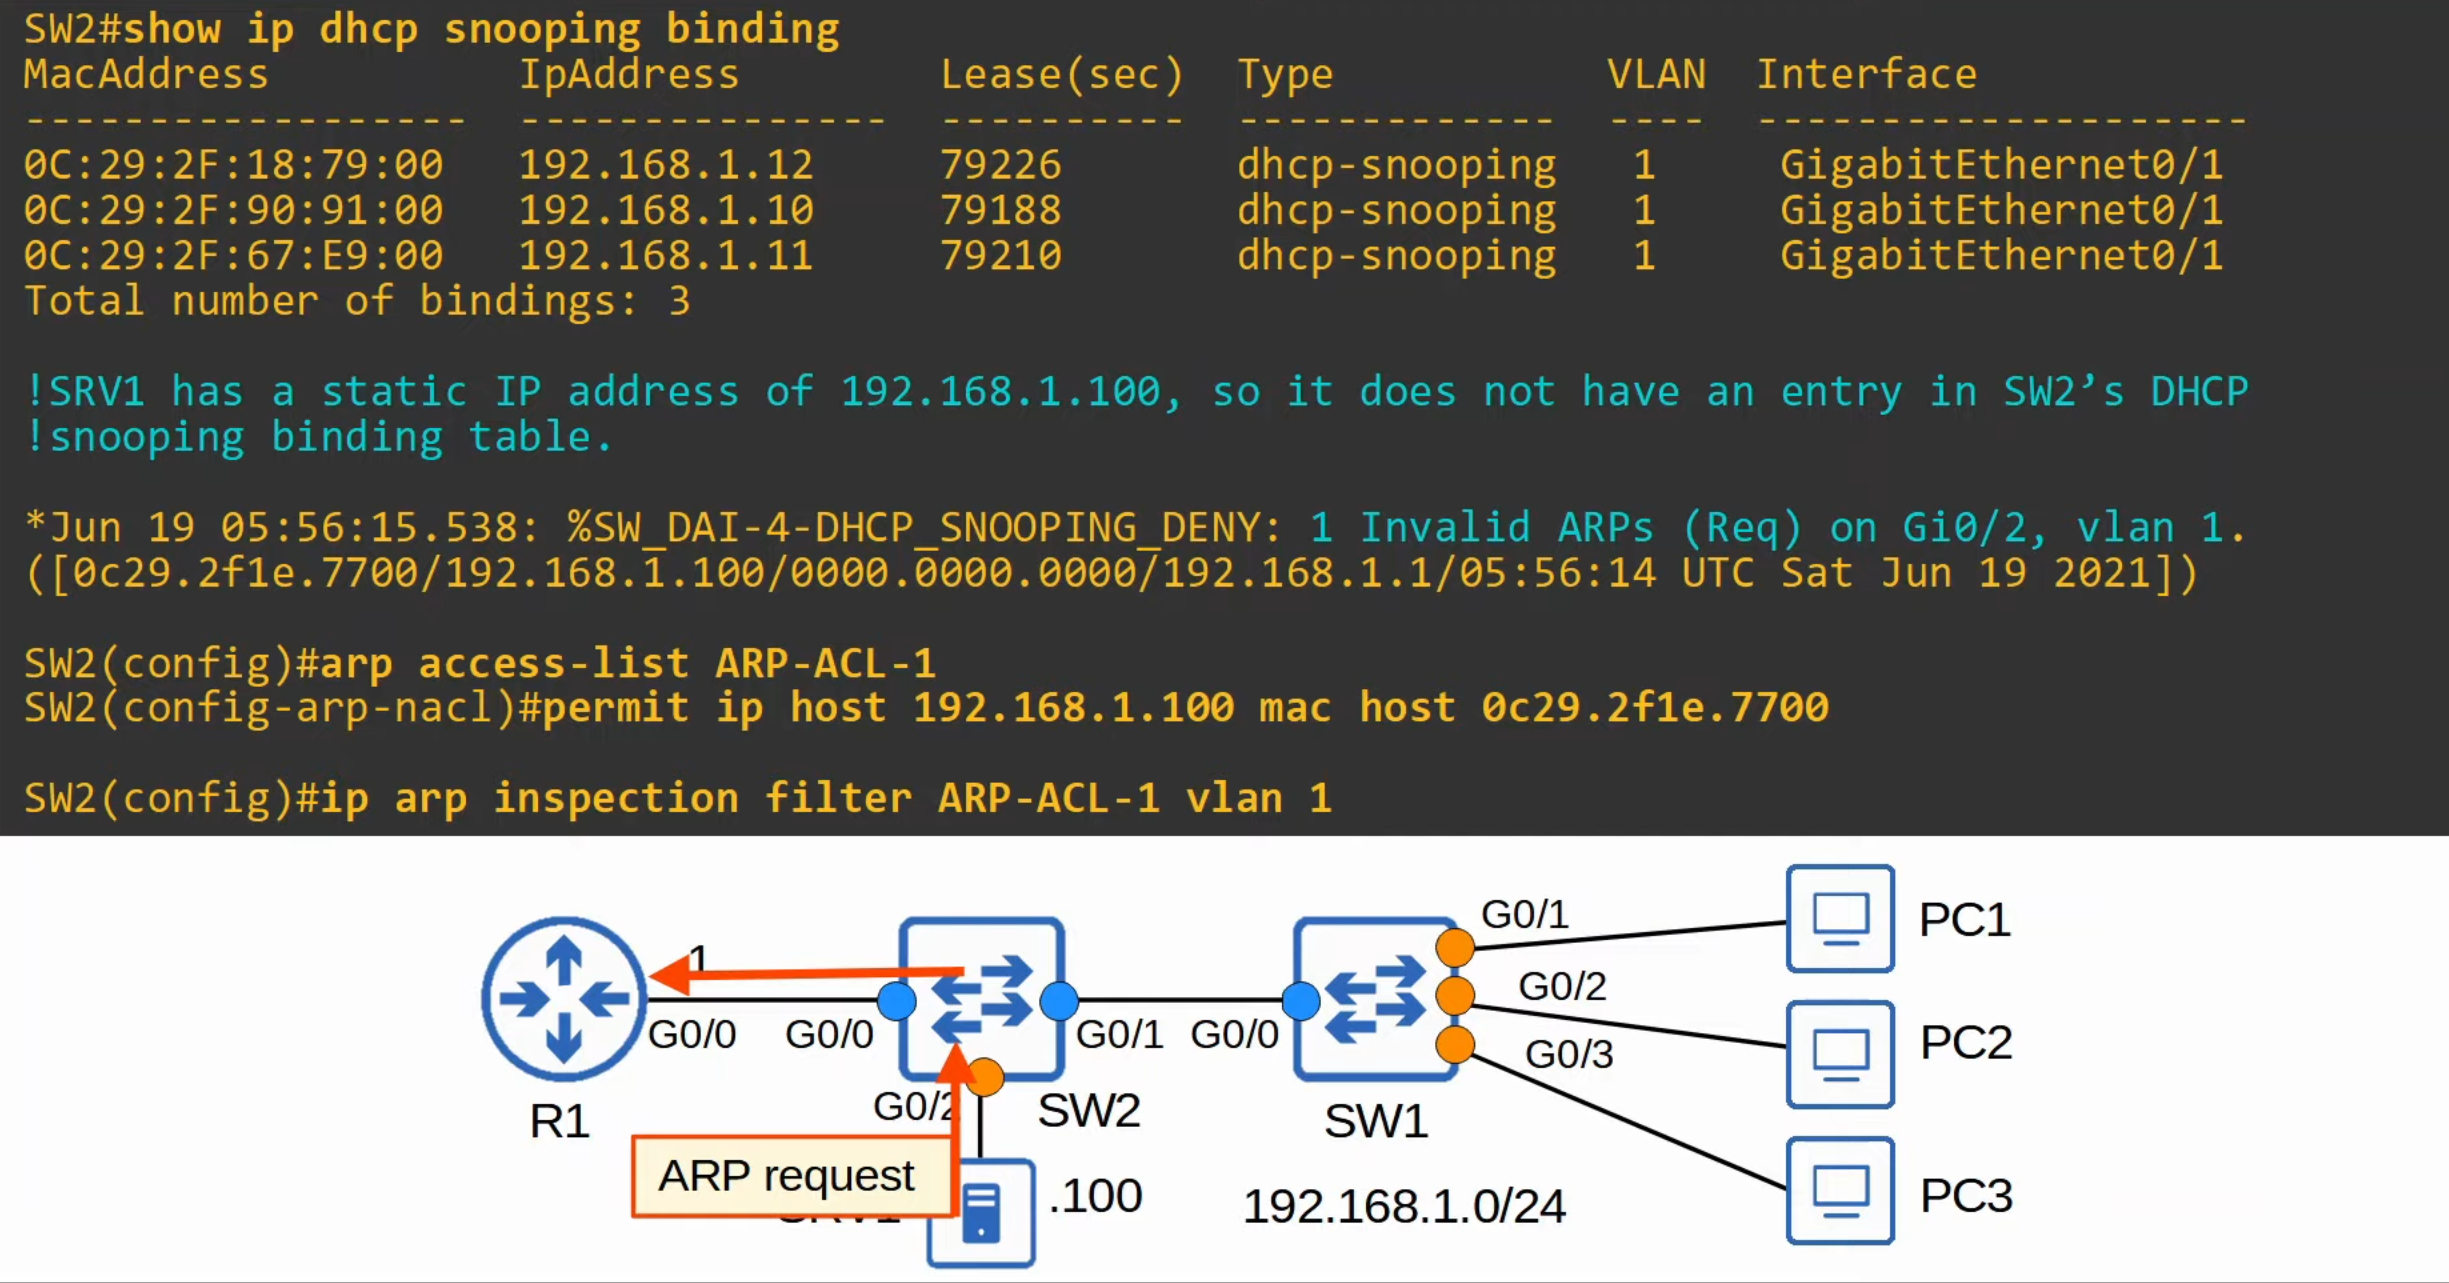 SW2#show ip dhcp snooping binding
MacAddress IpAddress Lease(sec) Type VLAN Interface
------------------ --------------- ---------- ------------- ---- --------------------
0C:29:2F:18:79:00 192.168.1.12 79226 dhcp-snooping 1 GigabitEthernet0/1
0C:29:2F:90:91:00 192.168.1.10 79188 dhcp-snooping 1 GigabitEthernet0/1
0C:29:2F:67:E9:00 192.168.1.11 79210 dhcp-snooping 1 GigabitEthernet0/1
Total number of bindings: 3
!SRV1 has a static IP address of 192.168.1.100, so it does not have an entry in SW2’s DHCP
!snooping binding table.
*Jun 19 05:56:15.538: %SW_DAI-4-DHCP_SNOOPING_DENY: 1 Invalid ARPs (Req) on Gi0/2, vlan 1.
([0c29.2f1e.7700/192.168.1.100/0000.0000.0000/192.168.1.1/05:56:14 UTC Sat Jun 19 2021])
SW2(config)#arp access-list ARP-ACL-1
SW2(config-arp-nacl)#permit ip host 192.168.1.100 mac host 0c29.2f1e.7700
SW2(config)#ip arp inspection filter ARP-ACL-1 vlan 1
G0/1
PC1
.1
G0/2
G0/0 G0/0 G0/1 G0/0
PC2
G0/3
G0/2
SW2
R1
SW1
ARP request
.100
192.168.1.0/24
PC3